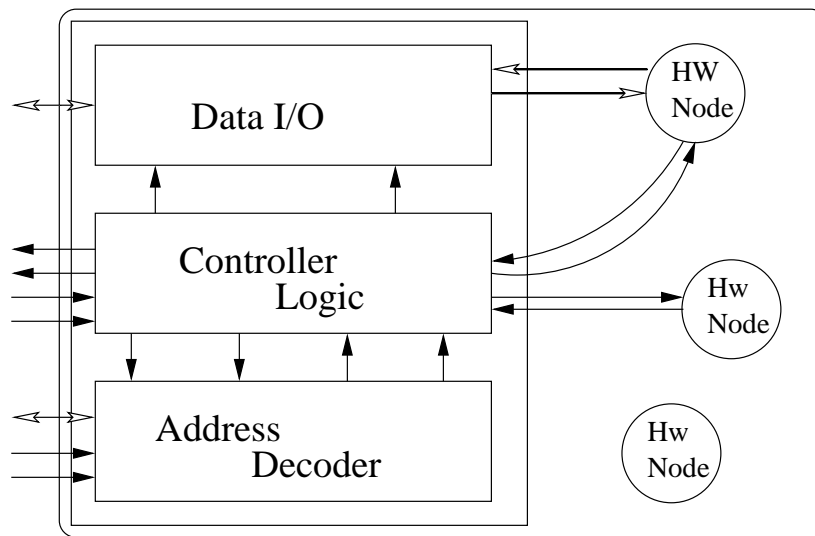 Data I/O
HW
Node
Controller
Logic
Hw
Node
Address
Decoder
Hw
Node